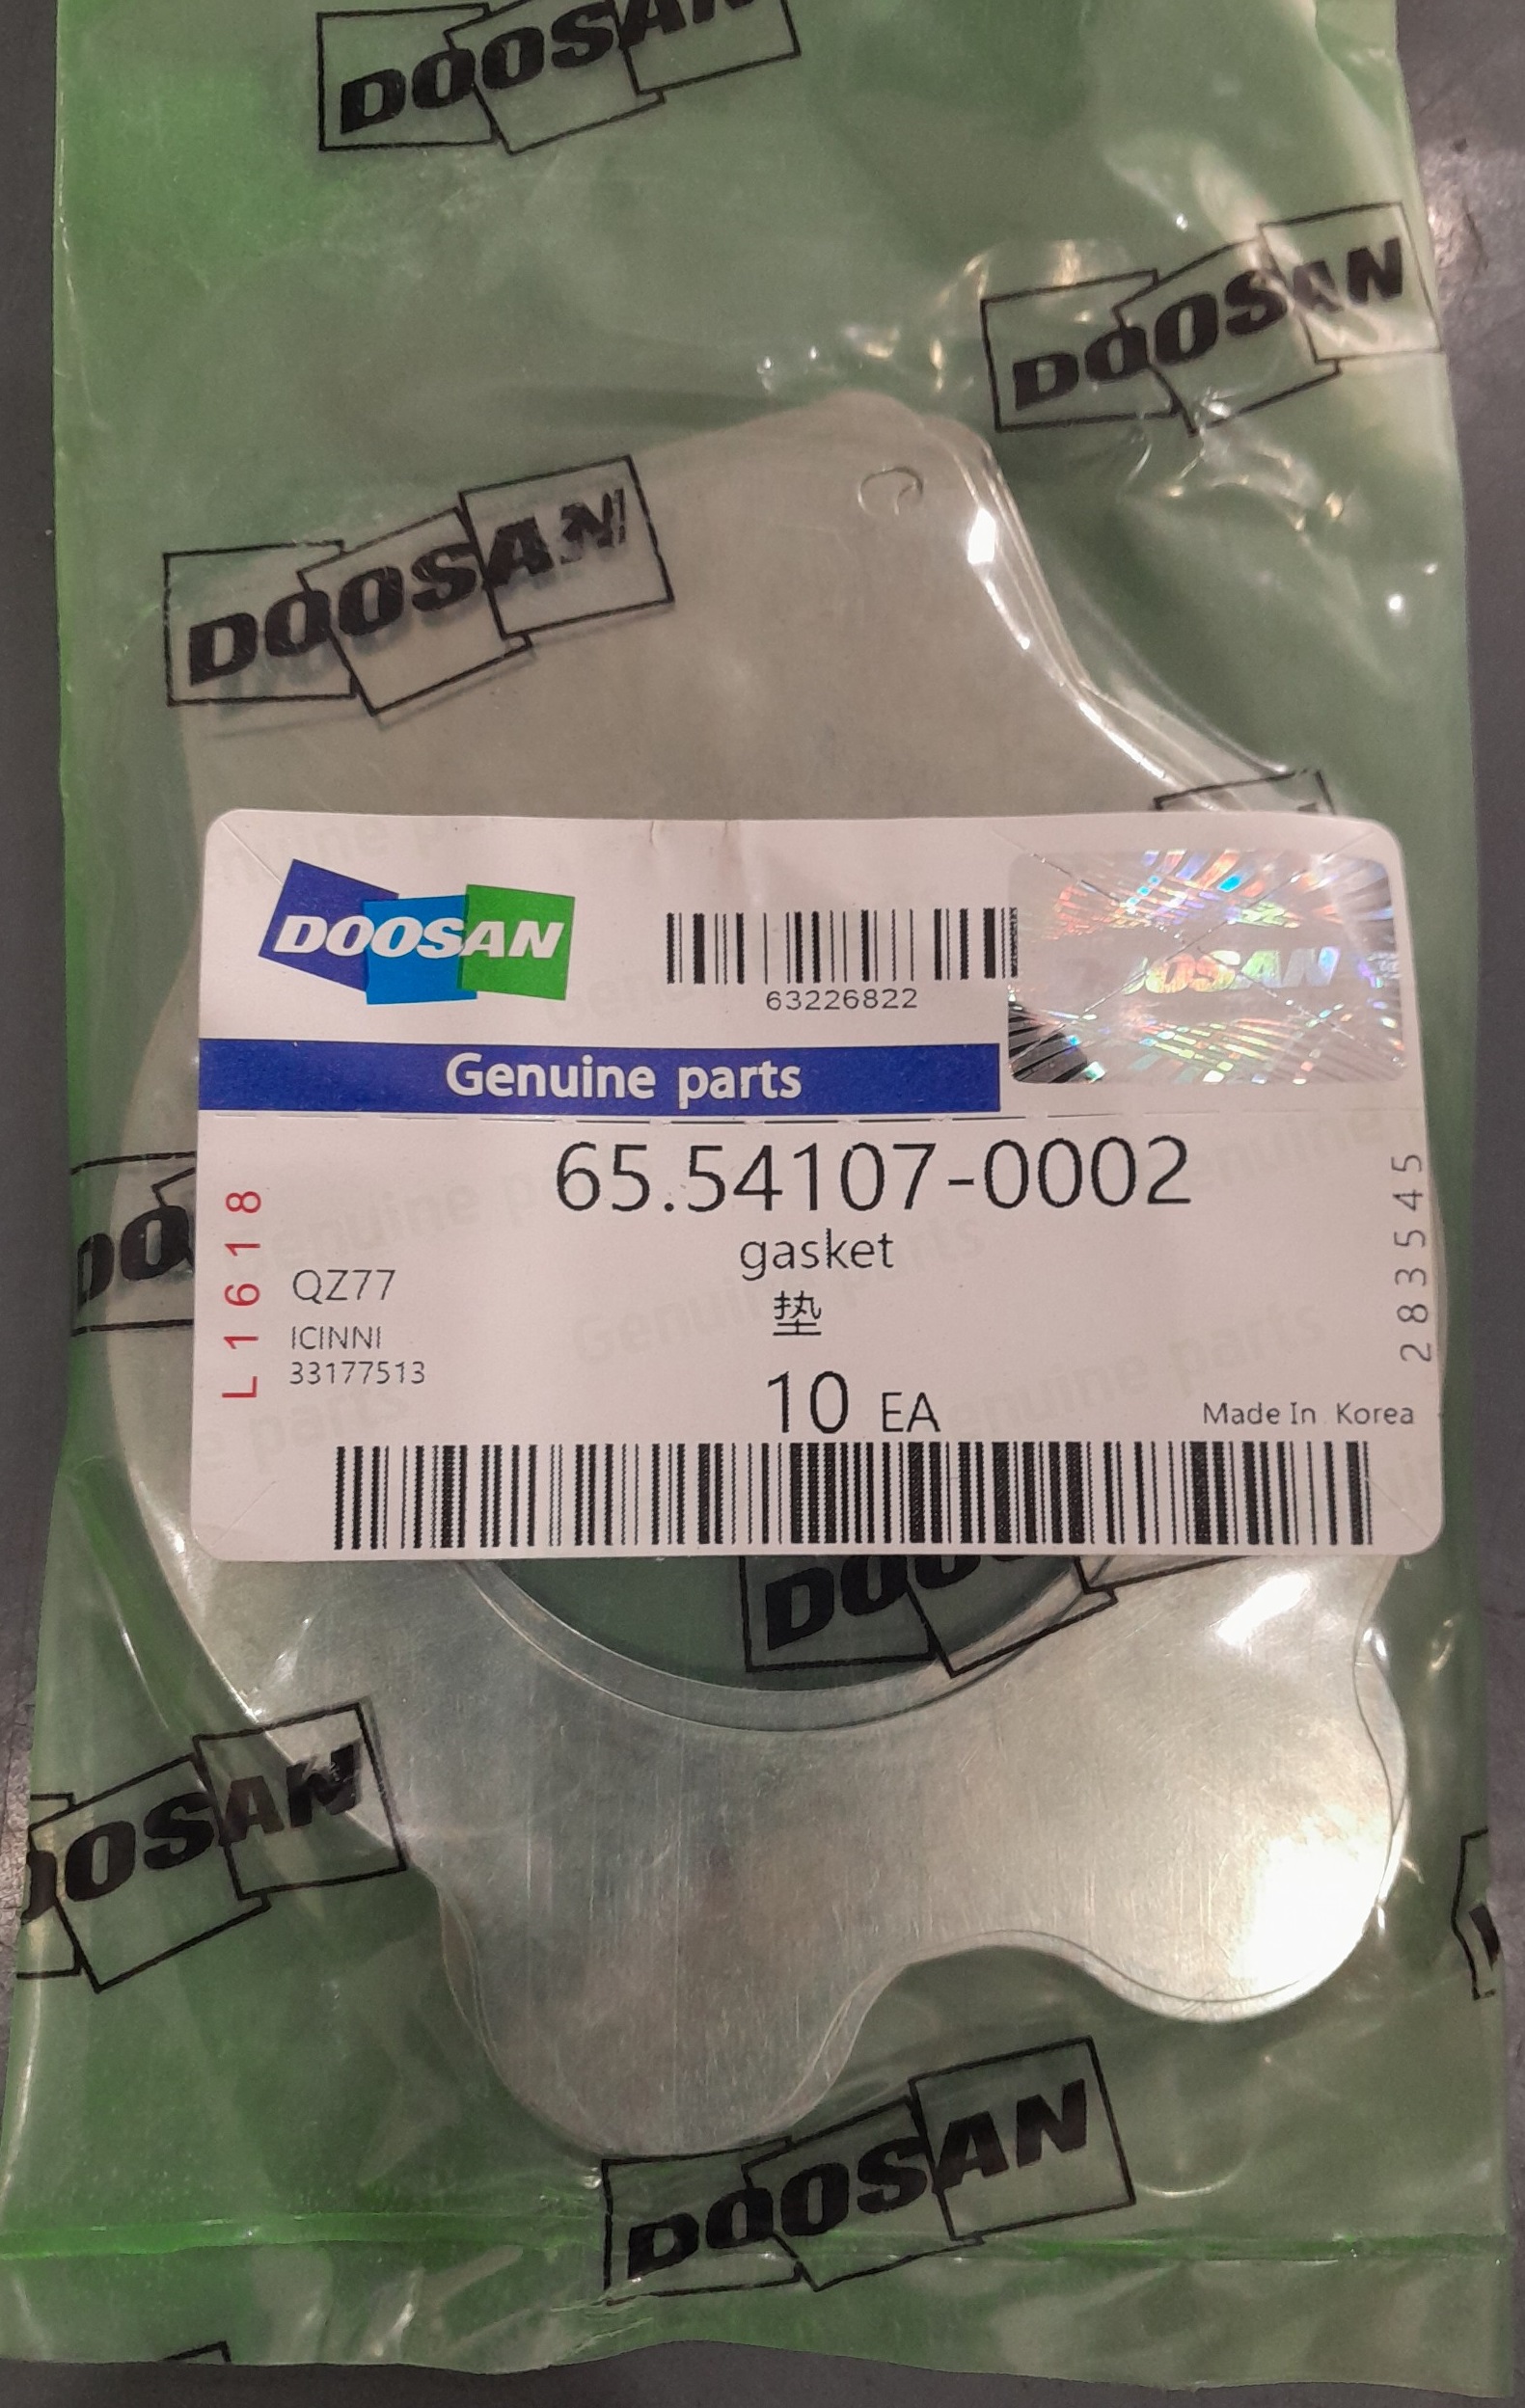 DOOSAN
DOOSAN
DOOSAN
DOOSAN
63226822
DOOSAN
Genuine parts
65.54107-0002
gasket
垫
10 EA
L1618
QZ77
ICINNI
33177513
283545
Made In Korea
DOOSAN
DOOSAN